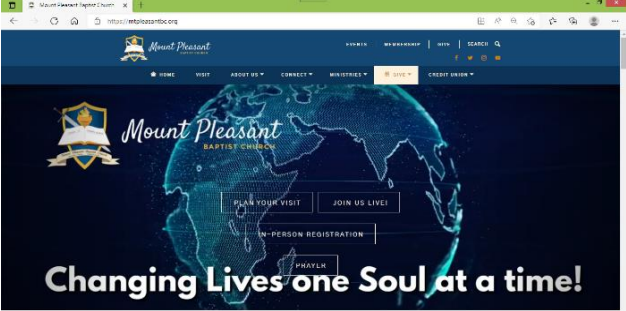 Mount Pleasant Baptist Church
https://mtpleasantbc.org
Mount Pleasant
BAPTIST CHURCH
EVENTS MEMBERSHIP GIVE SEARCH
HOME VISIT ABOUT US CONNECT MINISTRIES GIVE CREDIT UNION
Mount Pleasant
BAPTIST CHURCH
PLAN YOUR VISIT JOIN US LIVE!
IN-PERSON REGISTRATION
PRAYER
Changing Lives one Soul at a time!